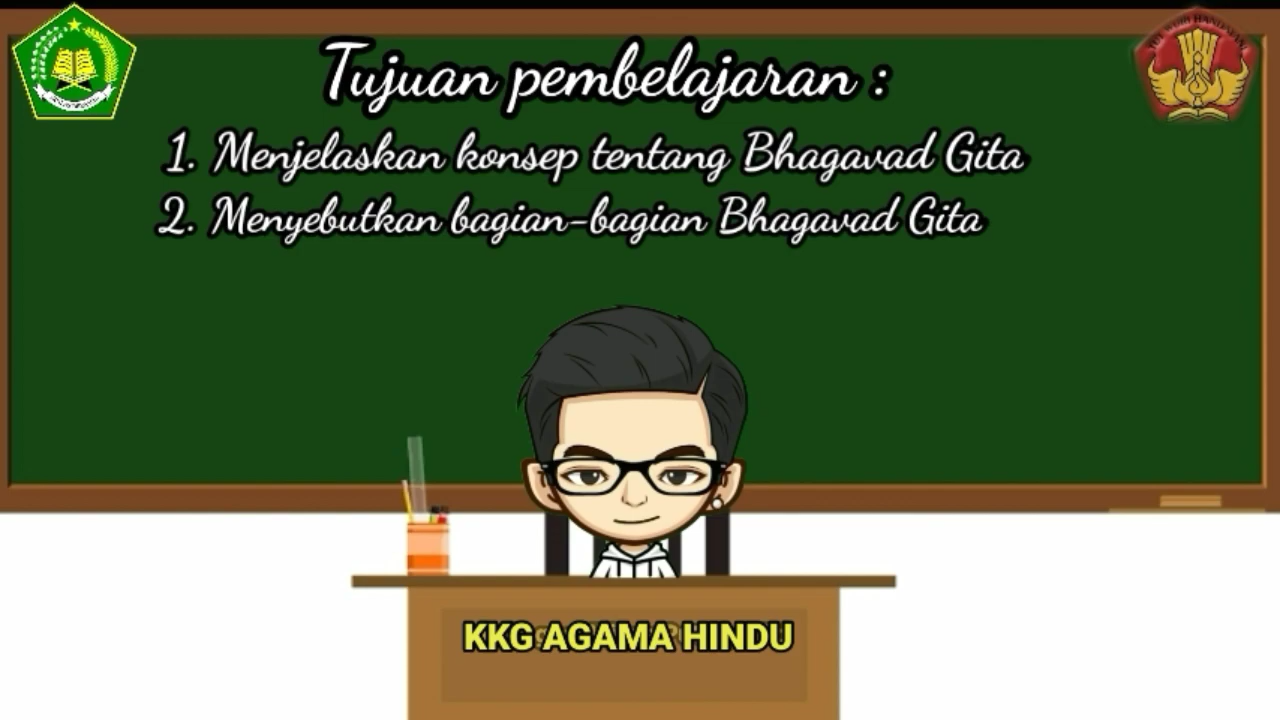 Tujuan pembelajaran :
1. Menjelaskan konsep tentang Bhagavad Gita
2. Menyebutkan bagian-bagian Bhagavad Gita
KKG AGAMA HINDU